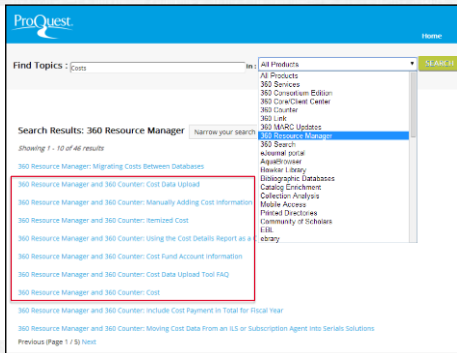 ProQuest
Home
Find Topics : Costs In : All Products SEARCH
All Products
360 Services
360 Consortium Edition
360 Core/Client Center
360 Counter
360 Link
360 MARC Updates
360 Resource Manager
360 Search
eJournal portal
AquaBrowser
Bowker Library
Bibliographic Databases
Catalog Enrichment
Collection Analysis
Mobile Access
Printed Directories
Community of Scholars
EBL
ebrary
Search Results: 360 Resource Manager Narrow your search
Showing 1 - 10 of 46 results
360 Resource Manager: Migrating Costs Between Databases
360 Resource Manager and 360 Counter: Cost Data Upload
360 Resource Manager and 360 Counter: Manually Adding Cost Information
360 Resource Manager and 360 Counter: Itemized Cost
360 Resource Manager and 360 Counter: Using the Cost Details Report as a
360 Resource Manager and 360 Counter: Cost Fund Account Information
360 Resource Manager and 360 Counter: Cost Data Upload Tool FAQ
360 Resource Manager and 360 Counter: Cost
360 Resource Manager and 360 Counter: Include Cost Payment in Total for Fiscal Year
360 Resource Manager and 360 Counter: Moving Cost Data From an ILS or Subscription Agent into Serials Solutions
Previous (Page 1 / 5) Next